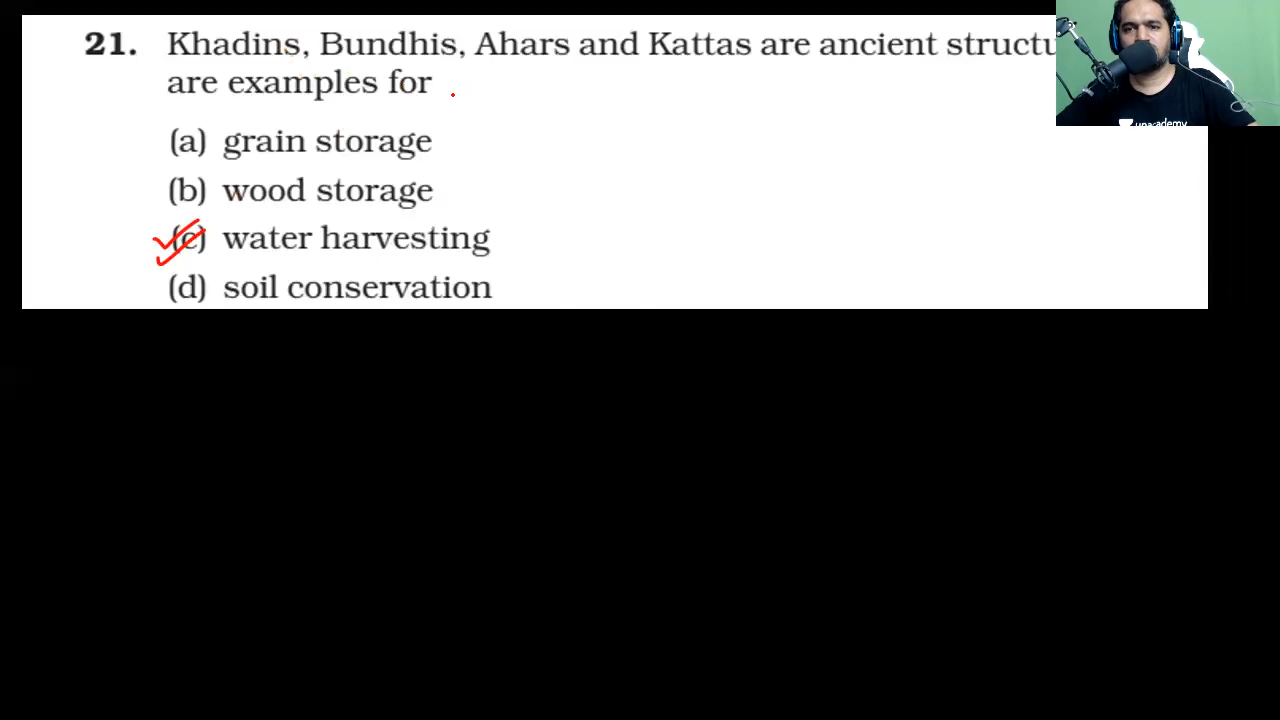 21. Khadins, Bundhis, Ahars and Kattas are ancient
are examples for
(a) grain storage
(b) wood storage
(c) water harvesting
(d) soil conservation
unacademy